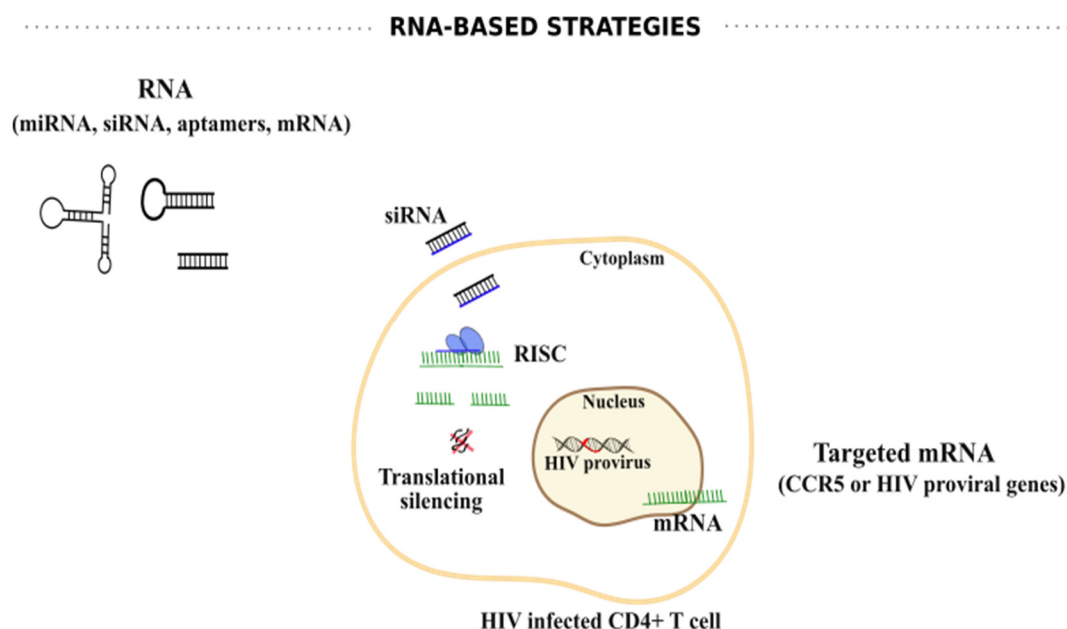 RNA-BASED STRATEGIES
RNA
(miRNA, siRNA, aptamers, mRNA)
siRNA
Cytoplasm
RISC
Nucleus
HIV provirus
Translational
silencing
mRNA
Targeted mRNA
(CCR5 or HIV proviral genes)
HIV infected CD4+ T cell